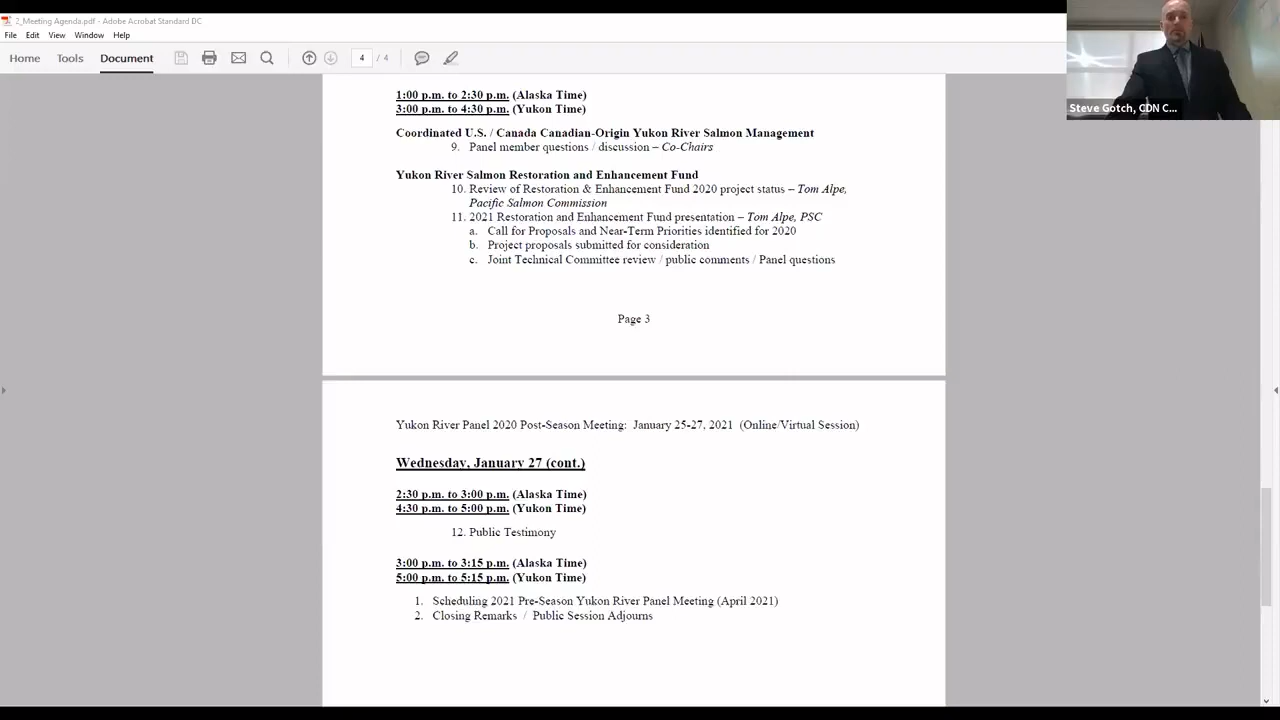 2_Meeting Agenda.pdf - Adobe Acrobat Standard DC
File Edit View Window Help
Home Tools Document 4 / 4
1:00 p.m. to 2:30 p.m. (Alaska Time)
3:00 p.m. to 4:30 p.m. (Yukon Time)
Coordinated U.S. / Canada Canadian-Origin Yukon River Salmon Management
9. Panel member questions / discussion – Co-Chairs
Yukon River Salmon Restoration and Enhancement Fund
10. Review of Restoration & Enhancement Fund 2020 project status – Tom Alpe,
Pacific Salmon Commission
11. 2021 Restoration and Enhancement Fund presentation – Tom Alpe, PSC
a. Call for Proposals and Near-Term Priorities identified for 2020
b. Project proposals submitted for consideration
c. Joint Technical Committee review / public comments / Panel questions
Page 3
Yukon River Panel 2020 Post-Season Meeting: January 25-27, 2021 (Online/Virtual Session)
Wednesday, January 27 (cont.)
2:30 p.m. to 3:00 p.m. (Alaska Time)
4:30 p.m. to 5:00 p.m. (Yukon Time)
12. Public Testimony
3:00 p.m. to 3:15 p.m. (Alaska Time)
5:00 p.m. to 5:15 p.m. (Yukon Time)
1. Scheduling 2021 Pre-Season Yukon River Panel Meeting (April 2021)
2. Closing Remarks / Public Session Adjourns
Steve Gotch, CDN C...